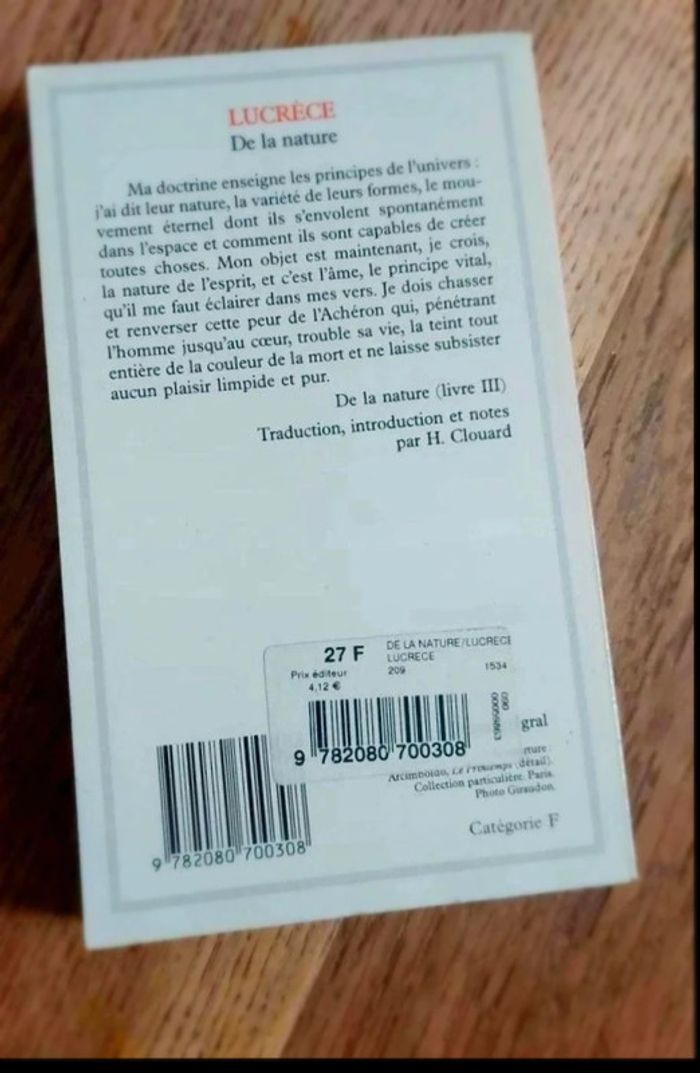 LUCRÈCE
De la nature
Ma doctrine enseigne les principes de l'univers :
j'ai dit leur nature, la variété de leurs formes, le mou-
vement éternel dont ils s'envolent spontanément
dans l'espace et comment ils sont capables de créer
toutes choses. Mon objet est maintenant, je crois,
la nature de l'esprit, et c'est l'âme, le principe vital,
qu'il me faut éclairer dans mes vers. Je dois chasser
et renverser cette peur de l'Achéron qui, pénétrant
l'homme jusqu'au cœur, trouble sa vie, la teint tout
entière de la couleur de la mort et ne laisse subsister
aucun plaisir limpide et pur.
De la nature (livre III)
Traduction, introduction et notes
par H. Clouard
27 F
Prix éditeur
4,12 €
DE LA NATURE/LUCRECE
LUCRECE
209 1534
9 782080 700308
gral
rture :
Arcimboldo, Le Printemps (détail).
Collection particulière. Paris.
Photo Giraudon.
9 782080 700308
Catégorie F